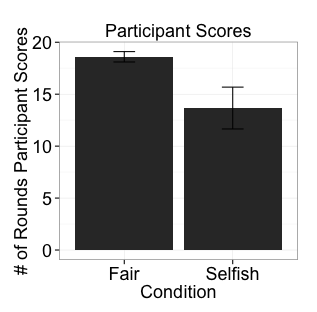 Participant Scores
# of Rounds Participant Scores
20
15
10
5
0
Fair Selfish
Condition